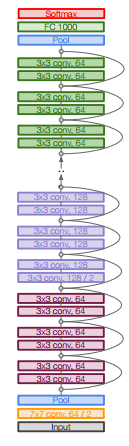 Softmax
FC 1000
Pool
3x3 conv, 64
3x3 conv, 64
3x3 conv, 64
3x3 conv, 64
3x3 conv, 64
3x3 conv, 64
...
3x3 conv, 128
3x3 conv, 128
3x3 conv, 128
3x3 conv, 128
3x3 conv, 128
3x3 conv, 128 / 2
3x3 conv, 64
3x3 conv, 64
3x3 conv, 64
3x3 conv, 64
3x3 conv, 64
3x3 conv, 64
Pool
7x7 conv, 64 / 2
Input